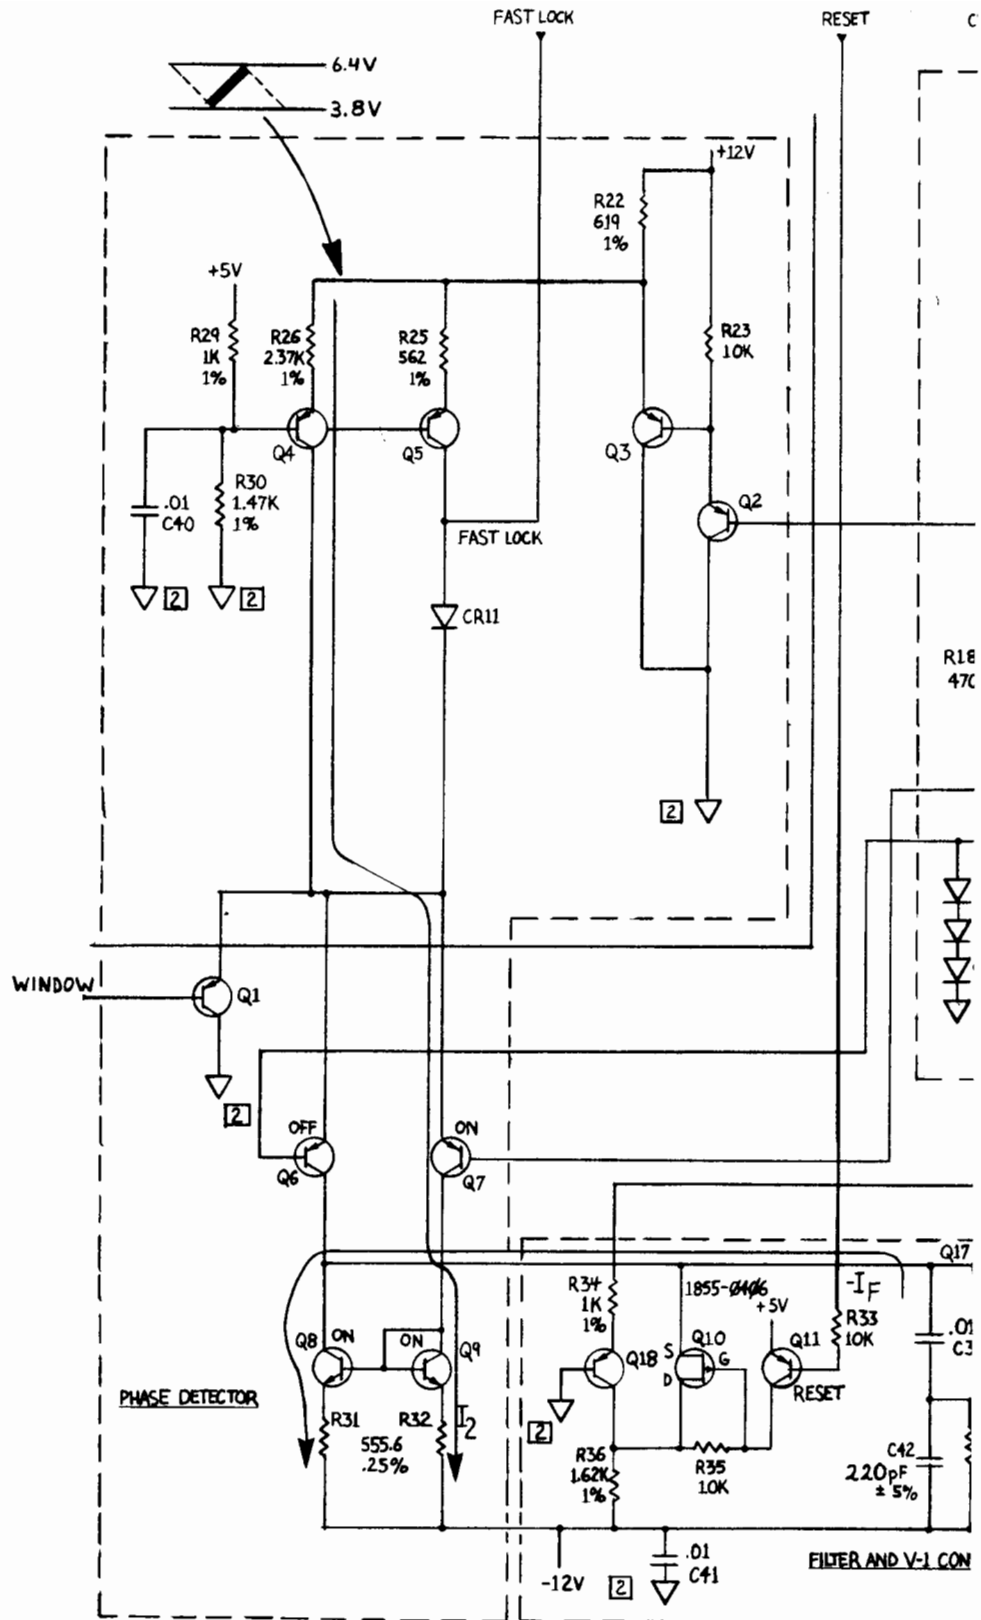 FAST LOCK
RESET
C
6.4V
3.8V
+12V
R22
619
1%
+5V
R29
1K
1%
R26
2.37K
1%
R25
562
1%
R23
10K
Q4
Q5
Q3
Q2
.01
C40
R30
1.47K
1%
FAST LOCK
2
2
CR11
R18
470
2
WINDOW
Q1
2
OFF
ON
Q6
Q7
Q17
R34
1K
1%
1855-0406
+5V
-IF
R33
10K
Q8
ON
ON
Q9
Q18
S
Q10
G
D
Q11
RESET
.01
C3
PHASE DETECTOR
R31
R32
I2
555.6
.25%
2
R36
1.62K
1%
R35
10K
C42
220pF
± 5%
-12V
2
.01
C41
FILTER AND V-1 CON